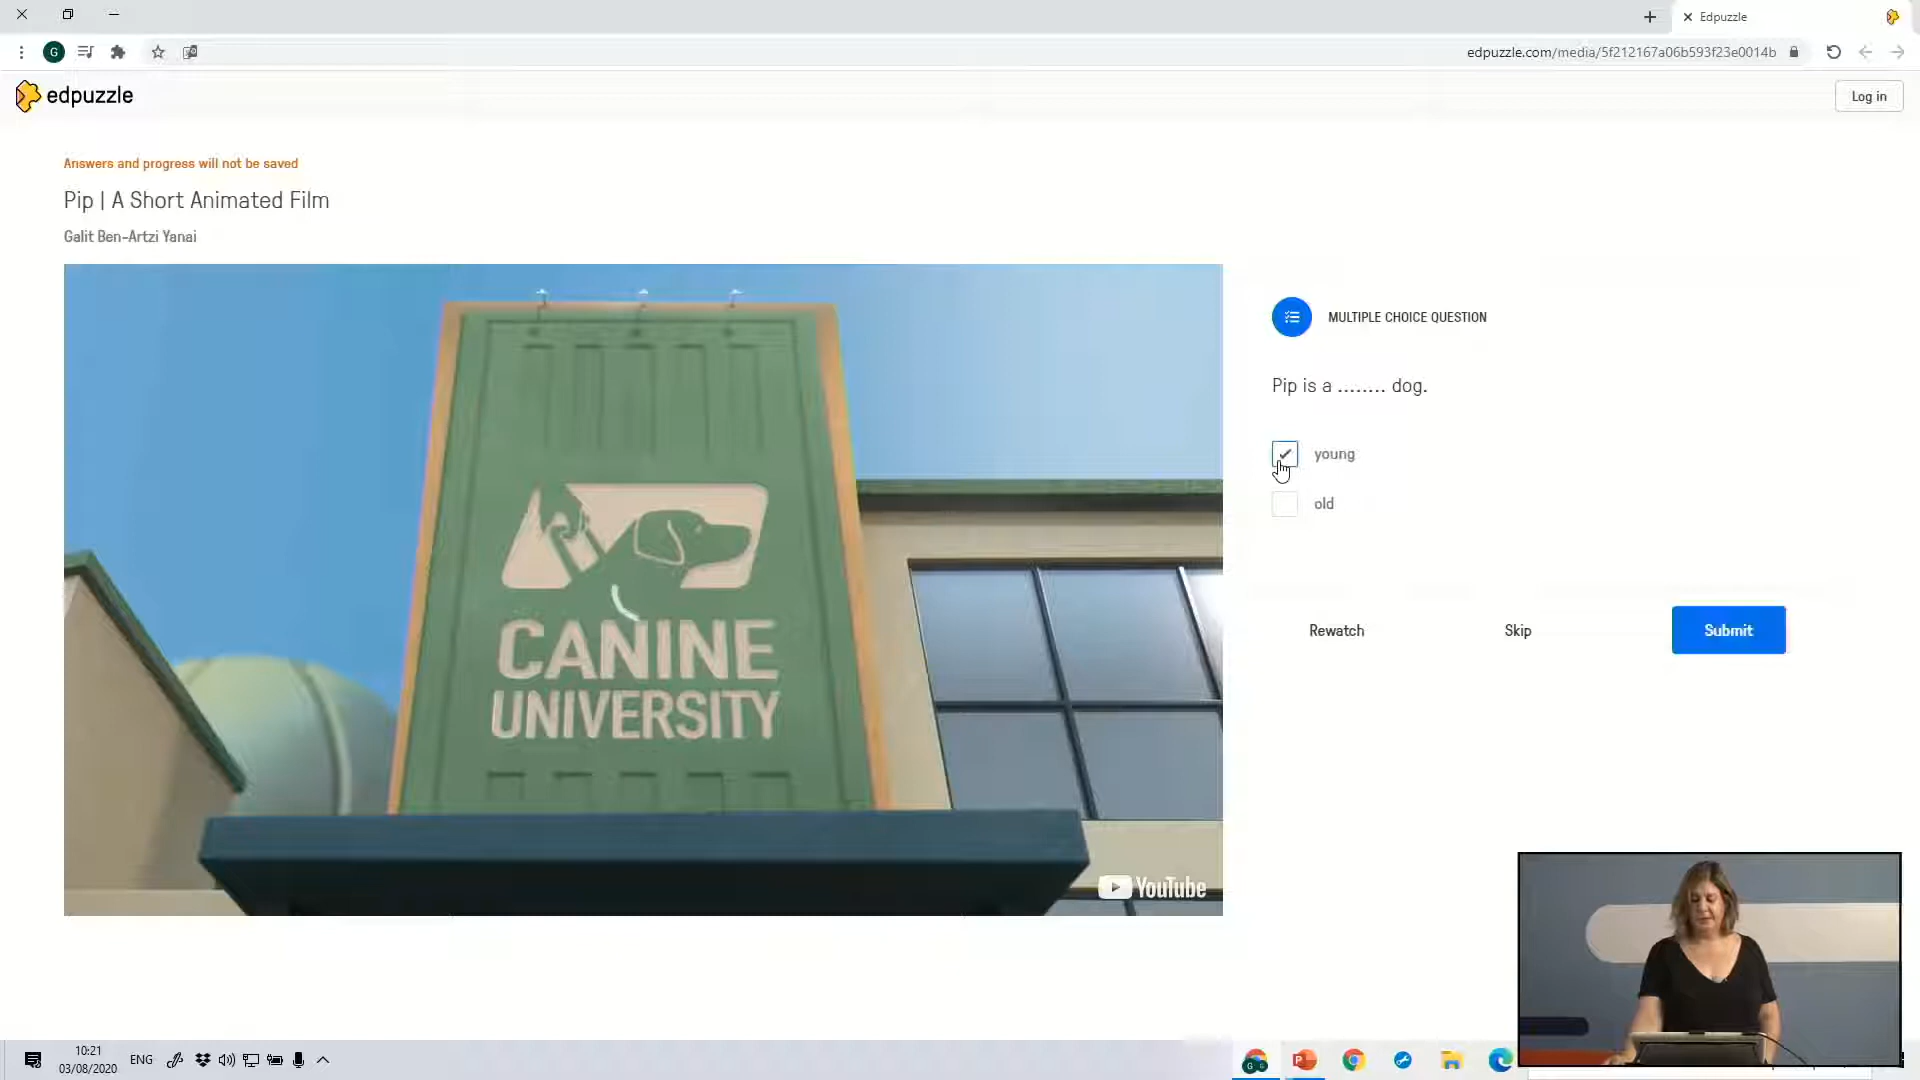 Edpuzzle
G
edpuzzle.com/media/5f212167a06b593f23e0014b
edpuzzle
Log in
Answers and progress will not be saved
Pip | A Short Animated Film
Galit Ben-Artzi Yanai
CANINE
UNIVERSITY
YouTube
MULTIPLE CHOICE QUESTION
Pip is a ........ dog.
young
old
Rewatch
Skip
Submit
10:21
03/08/2020
ENG